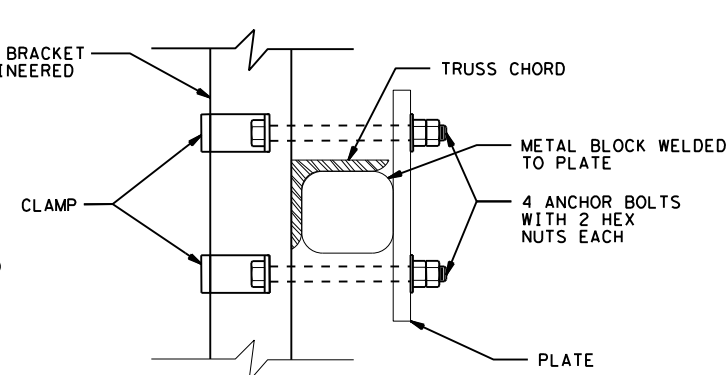 BRACKET
INEERED
TRUSS CHORD
METAL BLOCK WELDED
TO PLATE
CLAMP
4 ANCHOR BOLTS
WITH 2 HEX
NUTS EACH
PLATE